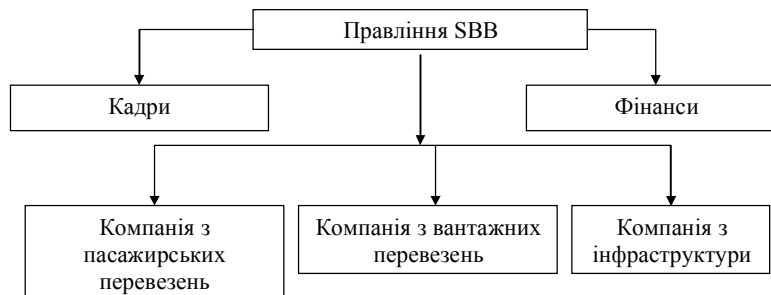 Правління SBB
Кадри
Фінанси
Компанія з
пасажирських
перевезень
Компанія з вантажних
перевезень
Компанія з
інфраструктури